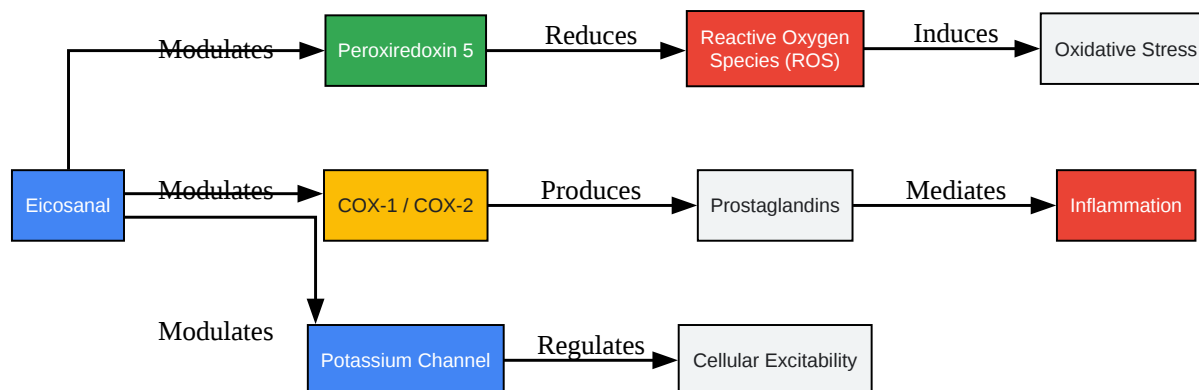 Modulates
Peroxiredoxin 5
Reduces
Reactive Oxygen
Species (ROS)
Induces
Oxidative Stress
Eicosanal
Modulates
COX-1 / COX-2
Produces
Prostaglandins
Mediates
Inflammation
Modulates
Potassium Channel
Regulates
Cellular Excitability